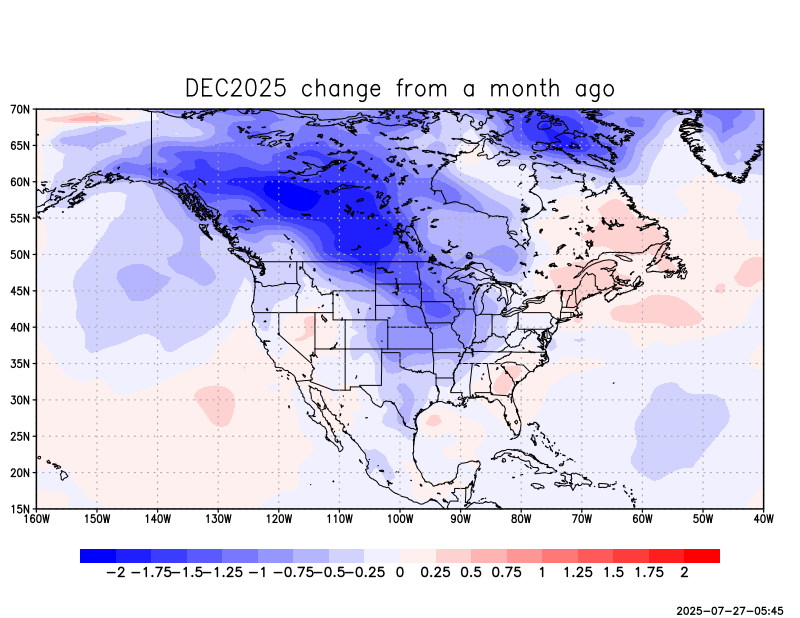 DEC2025 change from a month ago
70N
65N
60N
55N
50N
45N
40N
35N
30N
25N
20N
15N
160W 150W 140W 130W 120W 110W 100W 90W 80W 70W 60W 50W 40W
-2 -1.75 -1.5 -1.25 -1 -0.75 -0.5 -0.25 0 0.25 0.5 0.75 1 1.25 1.5 1.75 2
2025-07-27-05:45